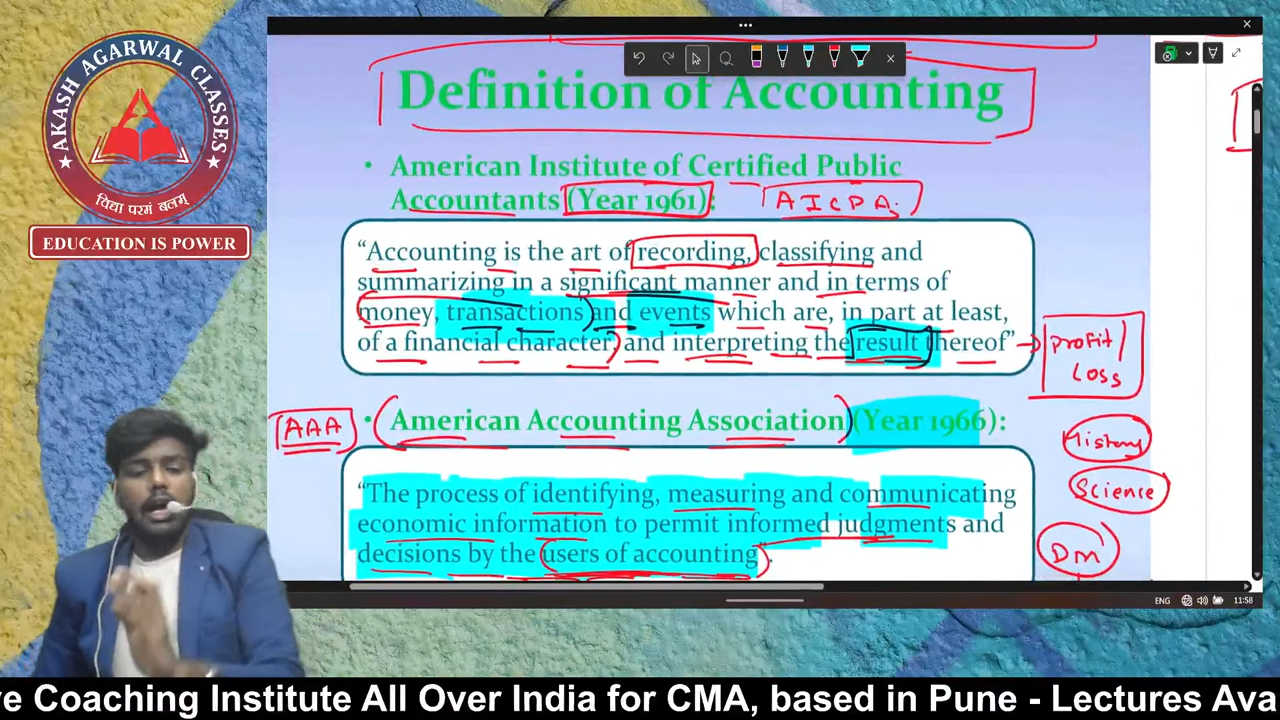 AKASH AGARWAL CLASSES
विद्या परमं बलम्
EDUCATION IS POWER
Definition of Accounting
• American Institute of Certified Public
Accountants (Year 1961):
AICPA
“Accounting is the art of recording, classifying and
summarizing in a significant manner and in terms of
money, transactions and events which are, in part at least,
of a financial character, and interpreting the result thereof”
Profit/
Loss
AAA
• American Accounting Association (Year 1966):
History
Science
“The process of identifying, measuring and communicating
economic information to permit informed judgments and
decisions by the users of accounting”.
DM
ENG
11:58
ve Coaching Institute All Over India for CMA, based in Pune - Lectures Ava